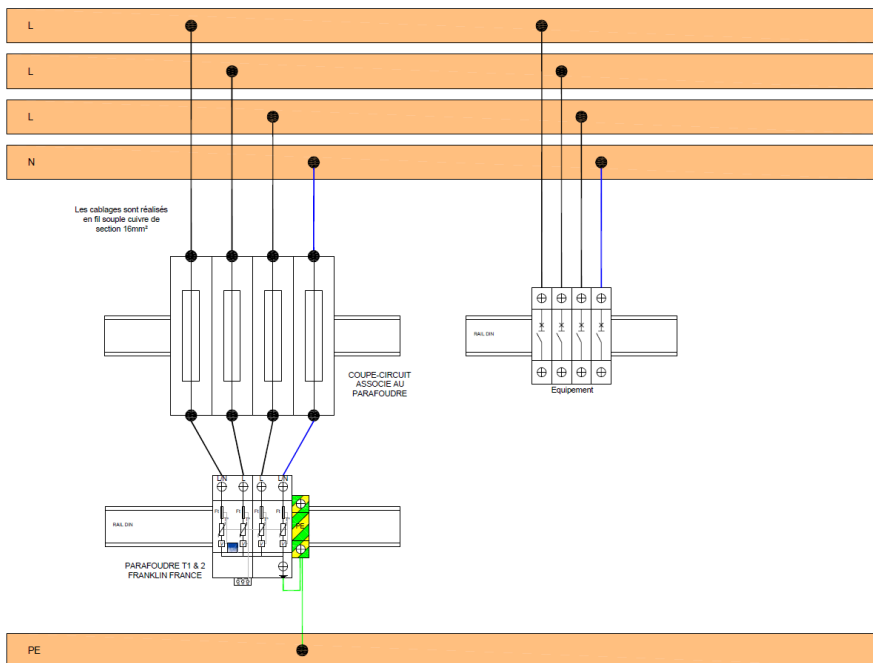 L
L
L
N
Les cablages sont réalisés
en fil souple cuivre de
section 16mm²
RAIL DIN
COUPE-CIRCUIT
ASSOCIE AU
PARAFOUDRE
Equipement
L/N L L L/N
RAIL DIN
PE
PARAFOUDRE T1 & 2
FRANKLIN FRANCE
PE